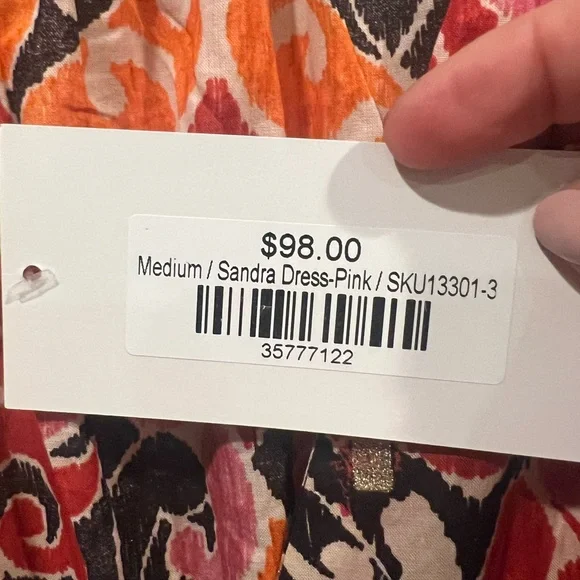 $98.00
Medium / Sandra Dress-Pink / SKU13301-3
35777122